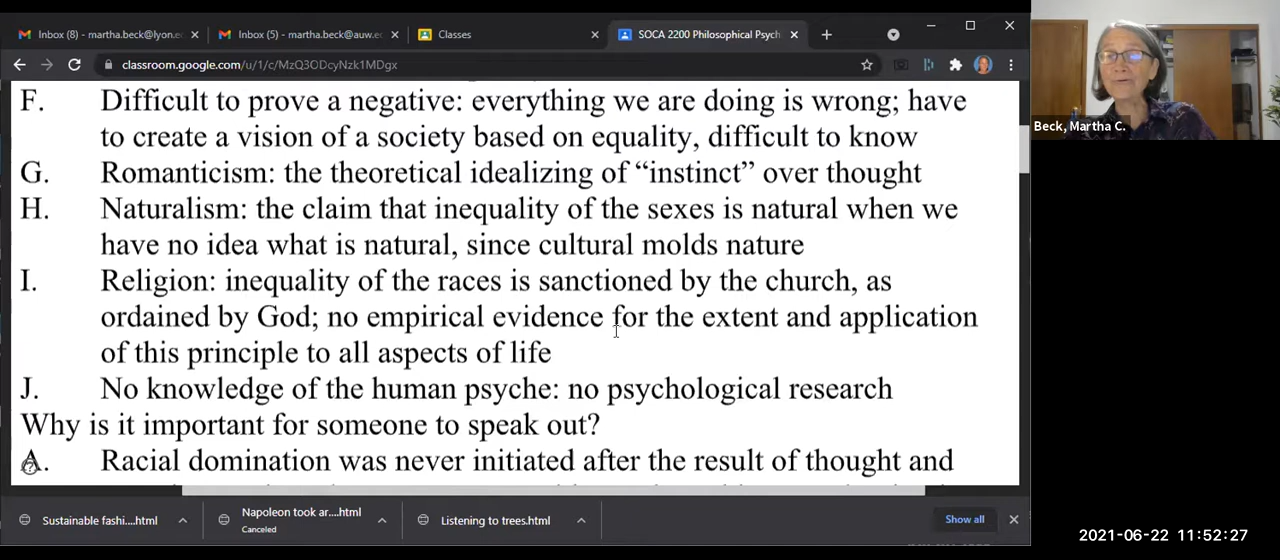 Inbox (8) - martha.beck@lyon.e
Inbox (5) - martha.beck@auw.e
Classes
SOCA 2200 Philosophical Psych
classroom.google.com/u/1/c/MzQ3ODcyNzk1MDgx
F. Difficult to prove a negative: everything we are doing is wrong; have
to create a vision of a society based on equality, difficult to know
G. Romanticism: the theoretical idealizing of “instinct” over thought
H. Naturalism: the claim that inequality of the sexes is natural when we
have no idea what is natural, since cultural molds nature
I. Religion: inequality of the races is sanctioned by the church, as
ordained by God; no empirical evidence for the extent and application
of this principle to all aspects of life
J. No knowledge of the human psyche: no psychological research
Why is it important for someone to speak out?
A. Racial domination was never initiated after the result of thought and
Sustainable fashi....html
Napoleon took ar....html
Canceled
Listening to trees.html
Show all
Beck, Martha C.
2021-06-22 11:52:27